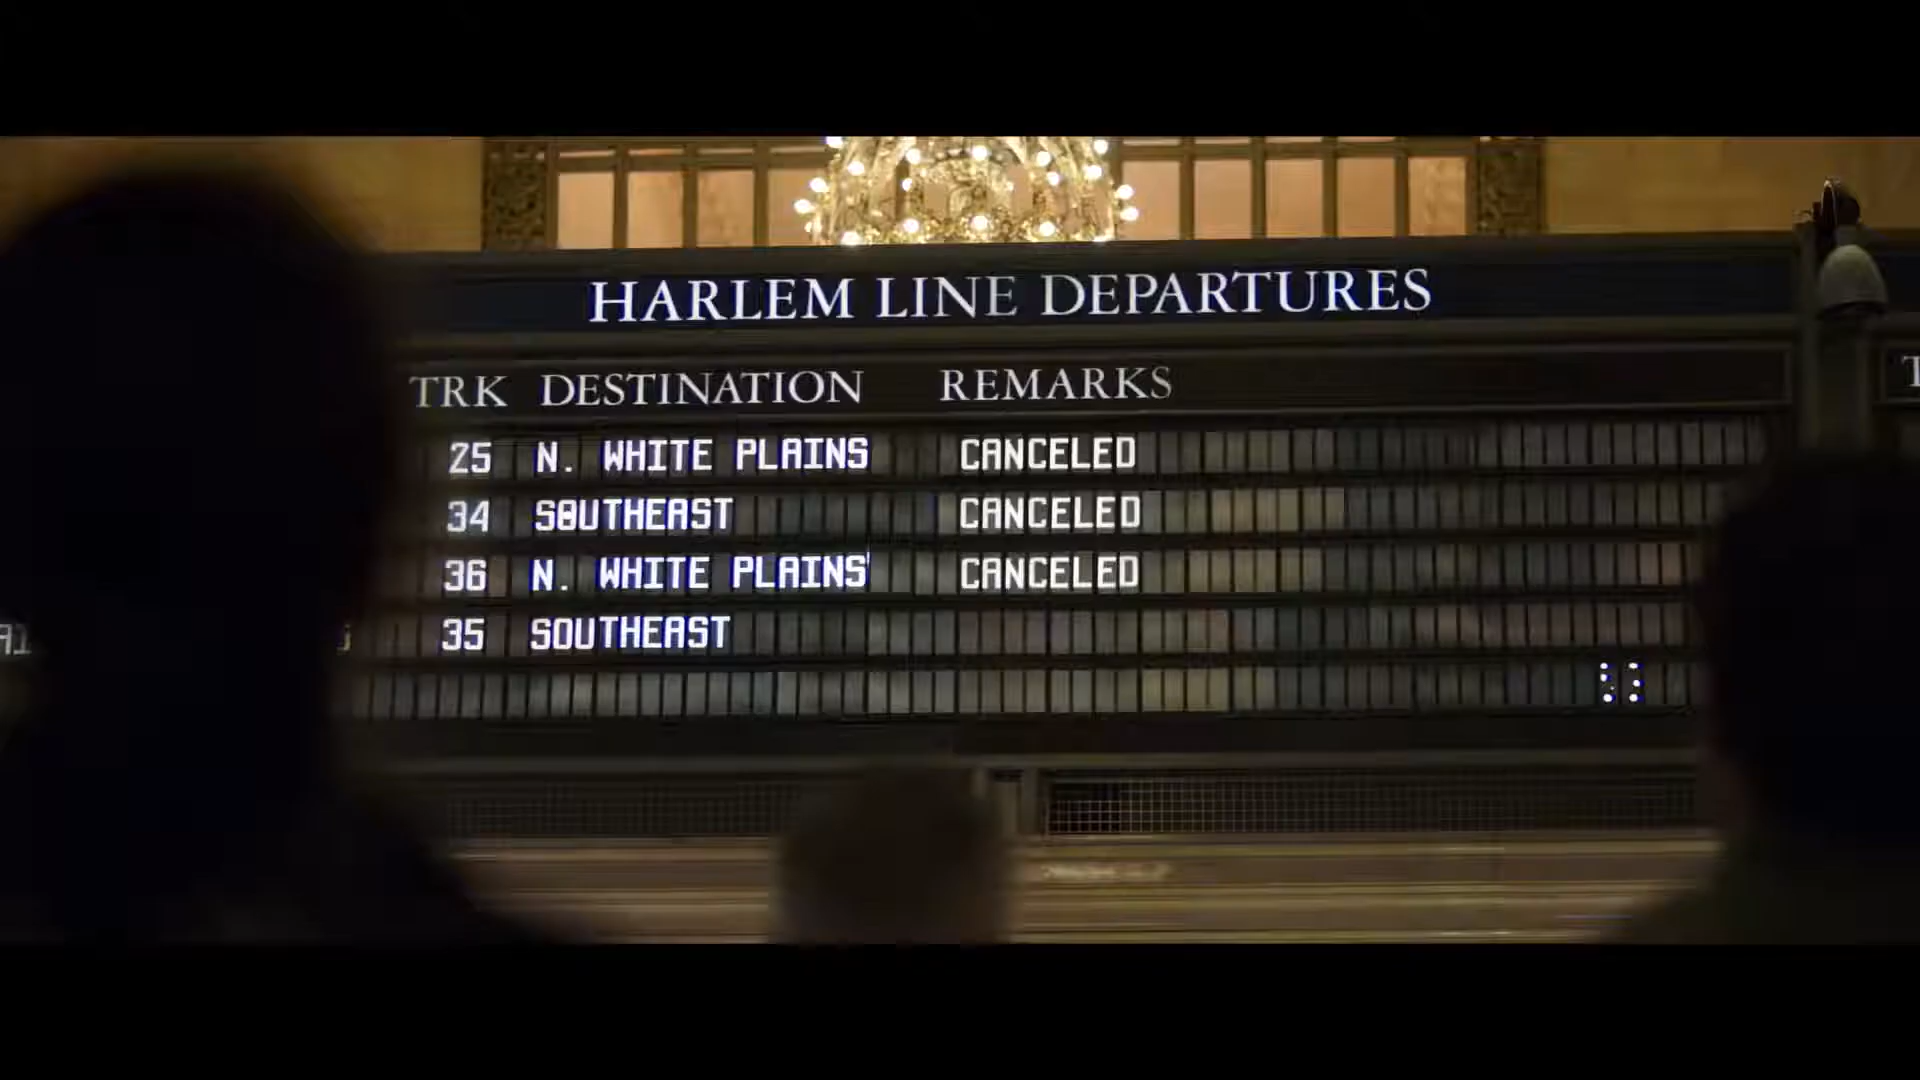 HARLEM LINE DEPARTURES
TRK DESTINATION REMARKS
25 N. WHITE PLAINS CANCELED
34 SOUTHEAST CANCELED
36 N. WHITE PLAINS CANCELED
35 SOUTHEAST